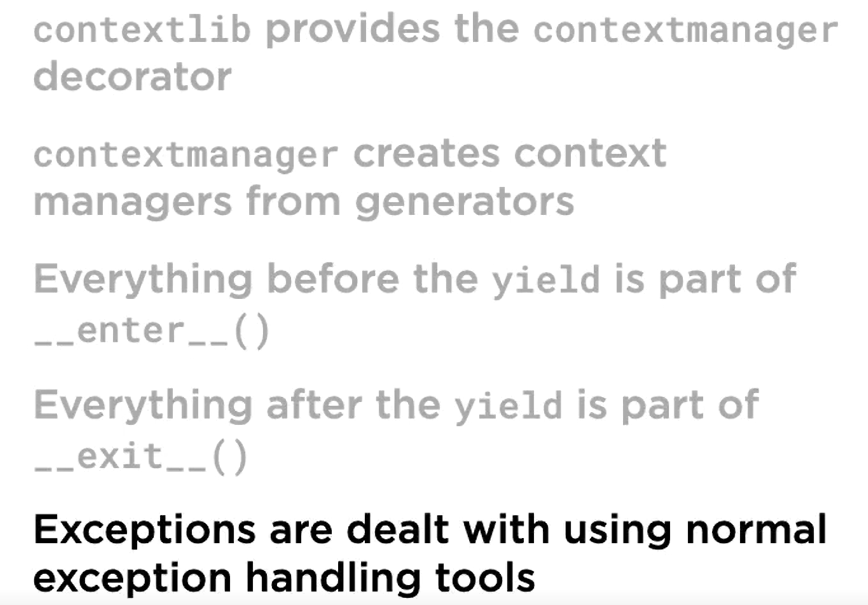 contextlib provides the contextmanager
decorator
contextmanager creates context
managers from generators
Everything before the yield is part of
__enter__()
Everything after the yield is part of
__exit__()
Exceptions are dealt with using normal
exception handling tools